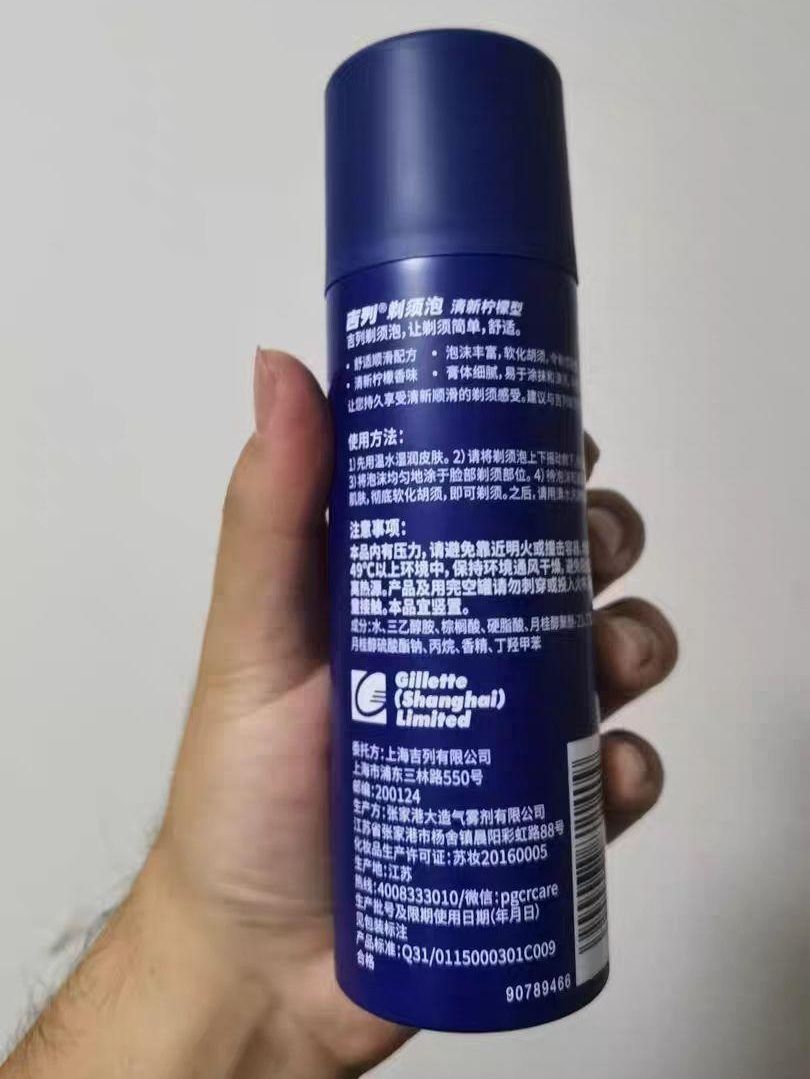 吉列®剃须泡 清新柠檬型
吉列剃须泡，让剃须简单，舒适。
· 舒适顺滑配方 · 泡沫丰富，软化胡须，
· 清新柠檬香味 · 膏体细腻，易于涂抹和
让您持久享受清新顺滑的剃须感受。建议与吉列
使用方法：
1)先用温水湿润皮肤。2)请将剃须泡上下摇动
3)将泡沫均匀地涂于脸部剃须部位。4)待泡沫
肌肤，彻底软化胡须，即可剃须。之后，请用清水
注意事项：
本品内有压力，请避免靠近明火或撞击容器。
49℃以上环境中，保持环境通风干燥，避免
离热源。产品及用完空罐请勿刺穿或投入火
量接触。本品宜竖置。
成分：水、三乙醇胺、棕榈酸、硬脂酸、月桂醇聚醚-23、
月桂醇硫酸酯钠、丙烷、香精、丁羟甲苯
Gillette
(Shanghai)
Limited
委托方：上海吉列有限公司
上海市浦东三林路550号
邮编：200124
生产方：张家港大造气雾剂有限公司
江苏省张家港市杨舍镇晨阳彩虹路88号
化妆品生产许可证：苏妆20160005
生产地：江苏
热线：4008333010/微信：pgcrcare
生产批号及限期使用日期(年月日)
见包装标注
产品标准：Q31/0115000301C009
合格
90789466